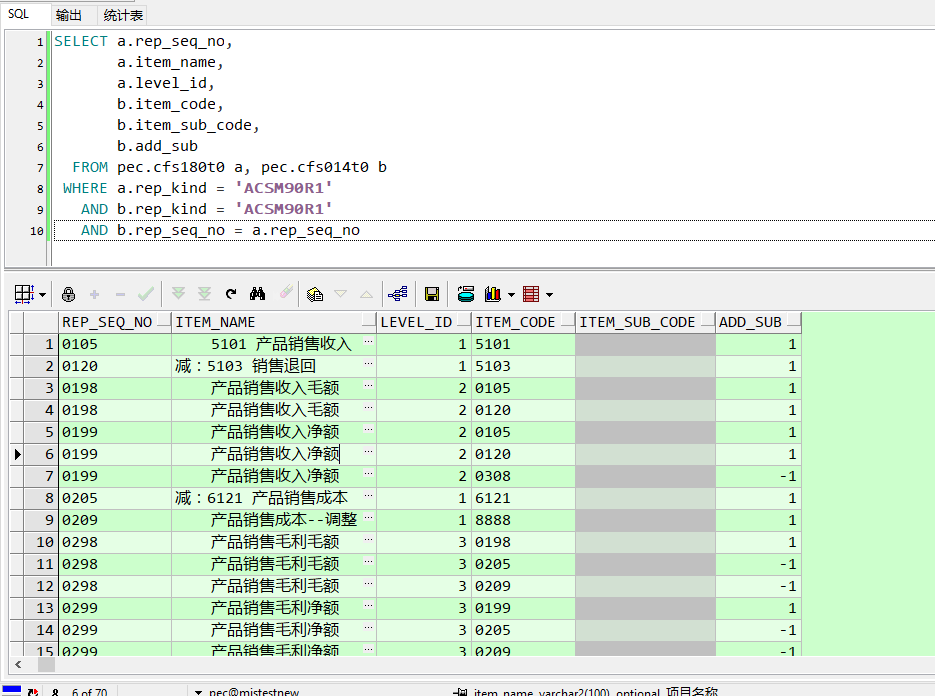 SQL 输出 统计表
1 SELECT a.rep_seq_no,
2 a.item_name,
3 a.level_id,
4 b.item_code,
5 b.item_sub_code,
6 b.add_sub
7 FROM pec.cfs180t0 a, pec.cfs014t0 b
8 WHERE a.rep_kind = 'ACSM90R1'
9 AND b.rep_kind = 'ACSM90R1'
10 AND b.rep_seq_no = a.rep_seq_no
REP_SEQ_NO ITEM_NAME LEVEL_ID ITEM_CODE ITEM_SUB_CODE ADD_SUB
1 0105 5101 产品销售收入 ... 1 5101 1
2 0120 减：5103 销售退回 ... 1 5103 1
3 0198 产品销售收入毛额 ... 2 0105 1
4 0198 产品销售收入毛额 ... 2 0120 1
5 0199 产品销售收入净额 ... 2 0105 1
6 0199 产品销售收入净额 ... 2 0120 1
7 0199 产品销售收入净额 ... 2 0308 -1
8 0205 减：6121 产品销售成本 ... 1 6121 1
9 0209 产品销售成本--调整 ... 1 8888 1
10 0298 产品销售毛利毛额 ... 3 0198 1
11 0298 产品销售毛利毛额 ... 3 0205 -1
12 0298 产品销售毛利毛额 ... 3 0209 -1
13 0299 产品销售毛利净额 ... 3 0199 1
14 0299 产品销售毛利净额 ... 3 0205 -1
15 0299 产品销售毛利净额 ... 3 0209 -1
8 6 of 70 pec@mistestnew item_name, varchar2(100), optional, 项目名称